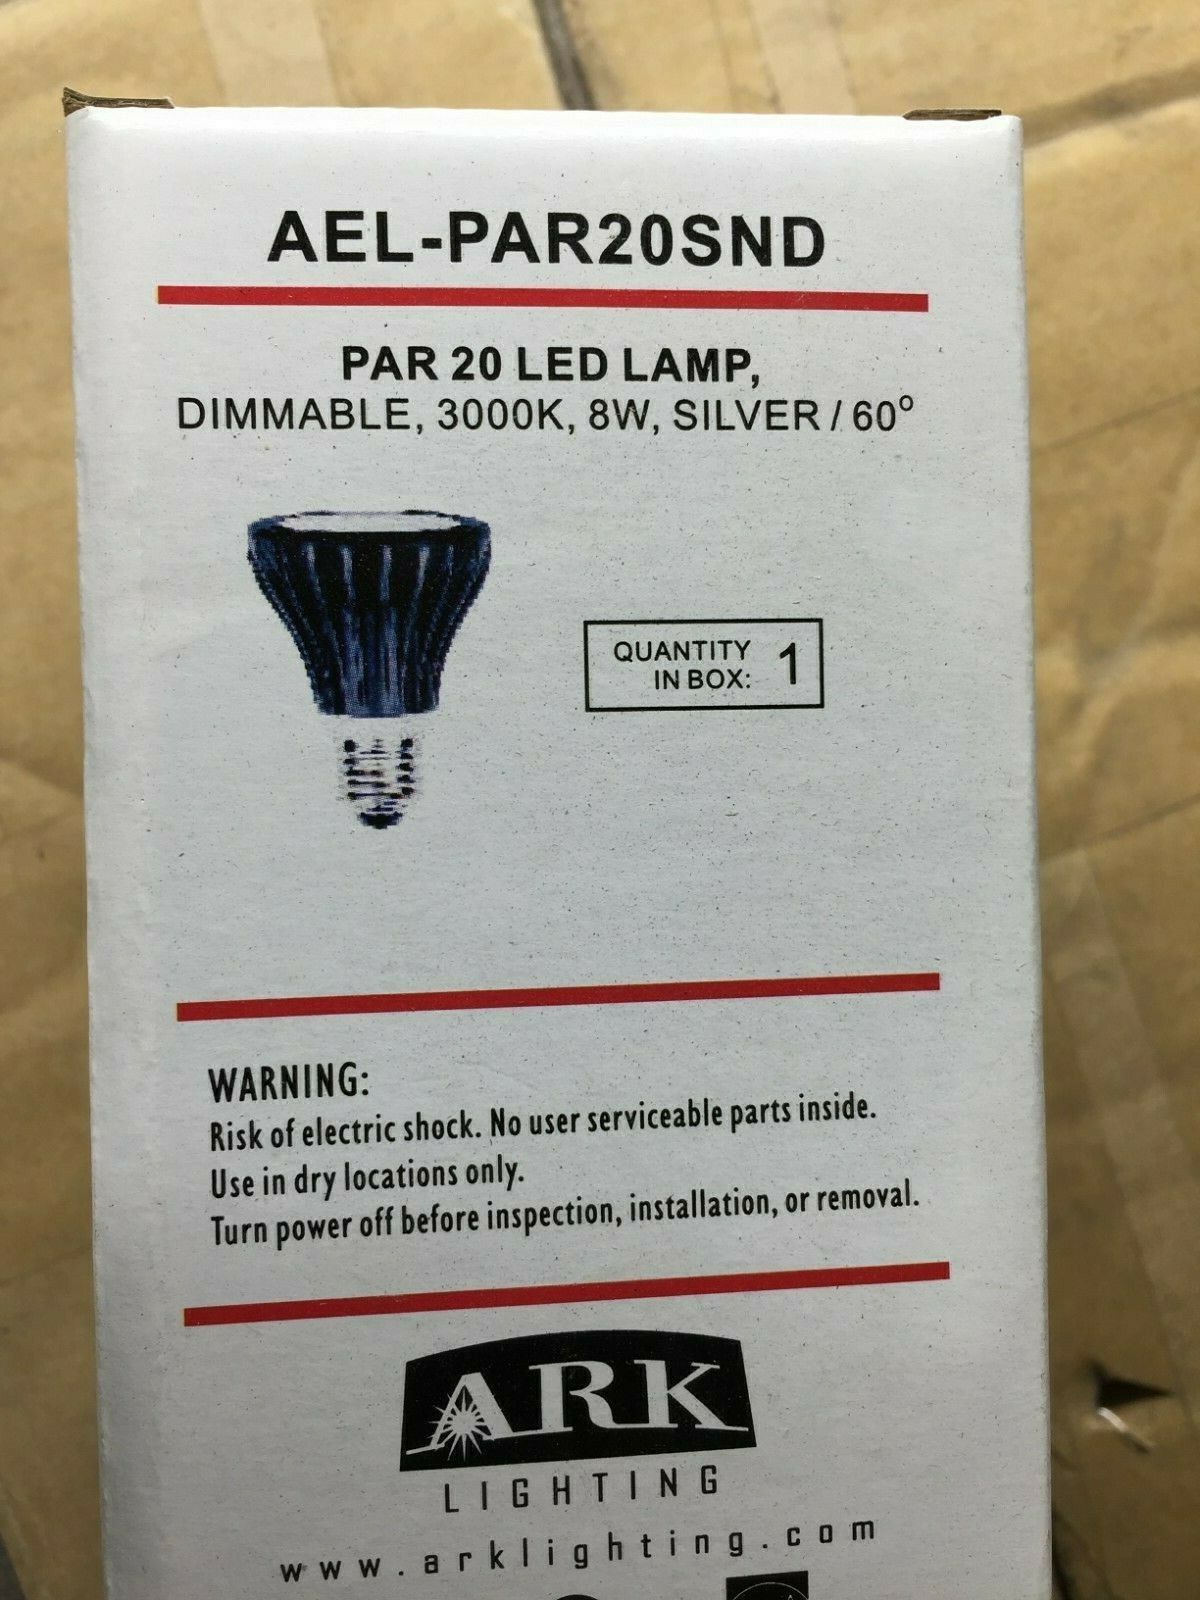 AEL-PAR20SND
PAR 20 LED LAMP,
DIMMABLE, 3000K, 8W, SILVER / 60°
QUANTITY
IN BOX: 1
WARNING:
Risk of electric shock. No user serviceable parts inside.
Use in dry locations only.
Turn power off before inspection, installation, or removal.
ARK
LIGHTING
www.arklighting.com